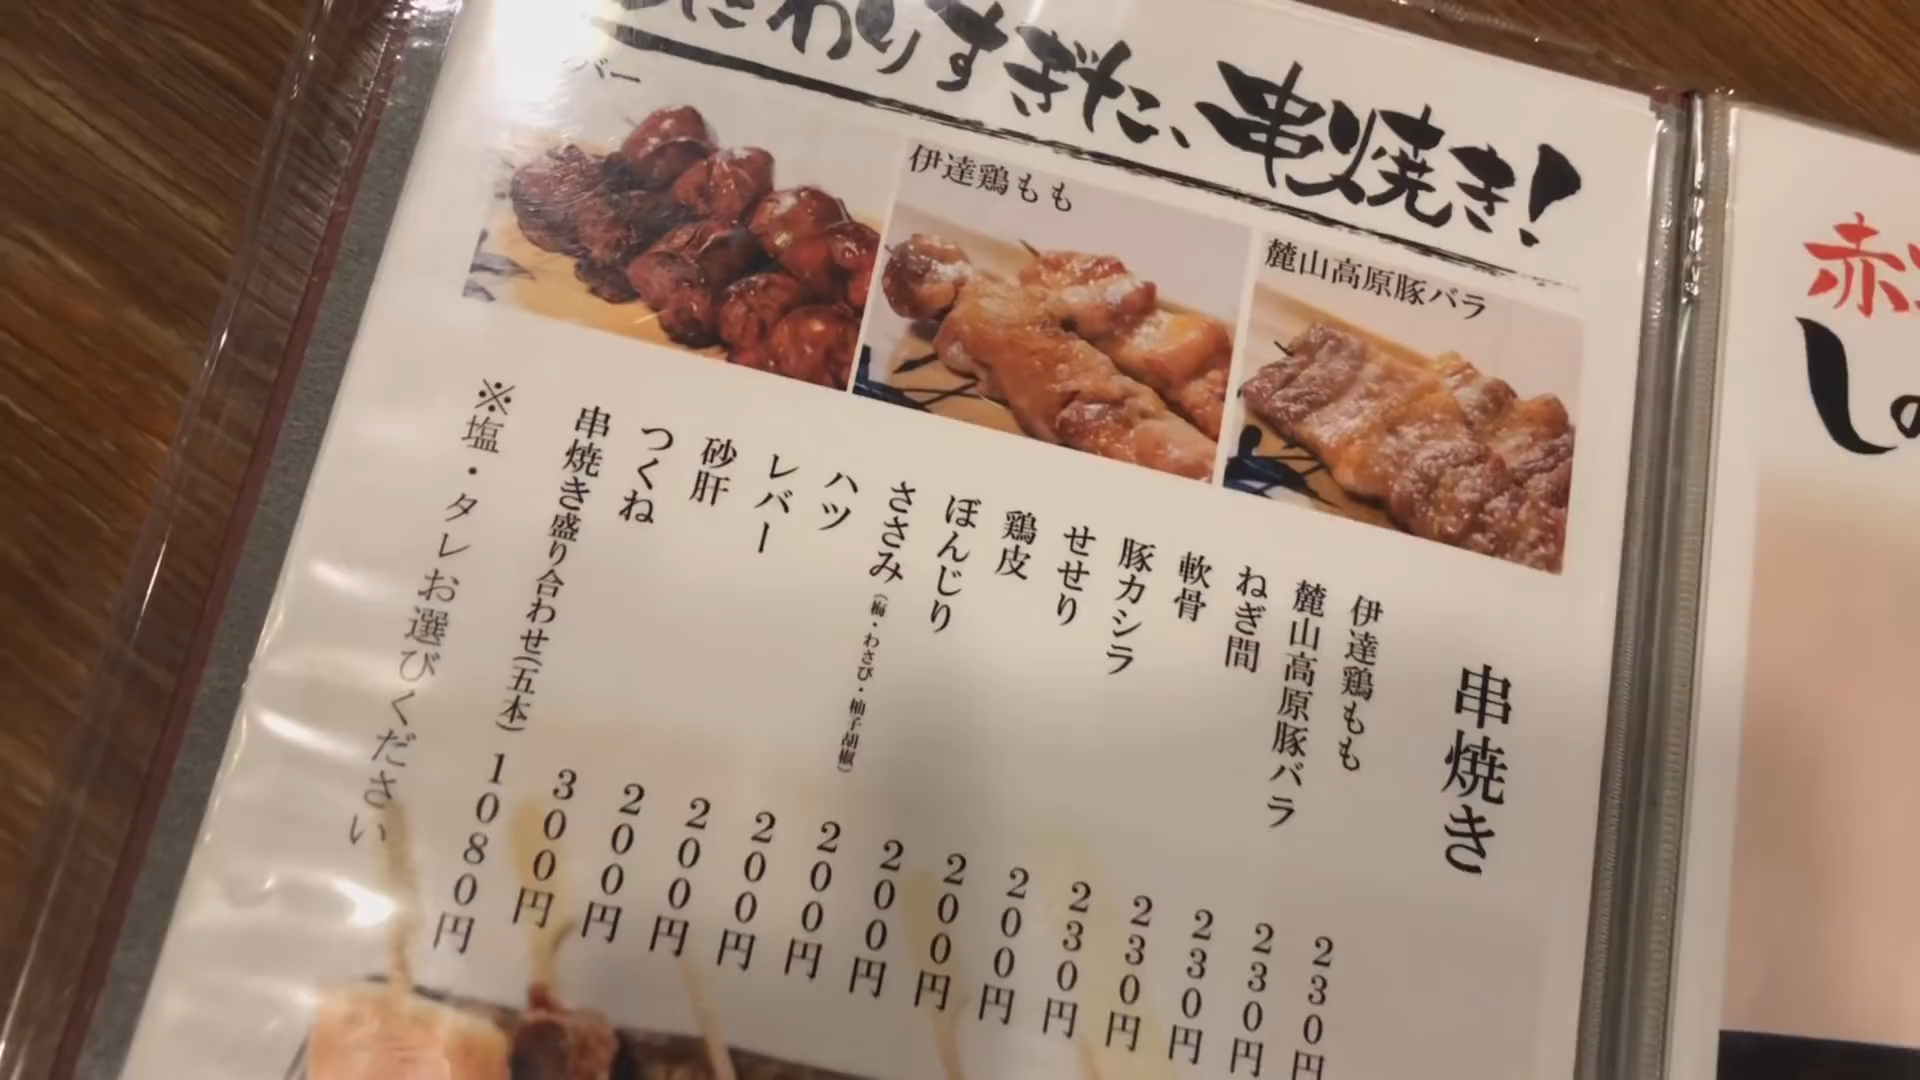 だわりすぎた、串焼き!
バー
伊達鶏もも
麓山高原豚バラ
串焼き
伊達鶏もも 230円
麓山高原豚バラ 230円
ねぎ間 230円
軟骨 230円
豚カシラ 230円
せせり 200円
鶏皮 200円
ぼんじり 200円
ささみ(梅・わさび・柚子胡椒) 200円
ハツ 200円
レバー 200円
砂肝 200円
つくね 300円
串焼き盛り合わせ(五本) 1080円
※塩・タレお選びください
赤
し